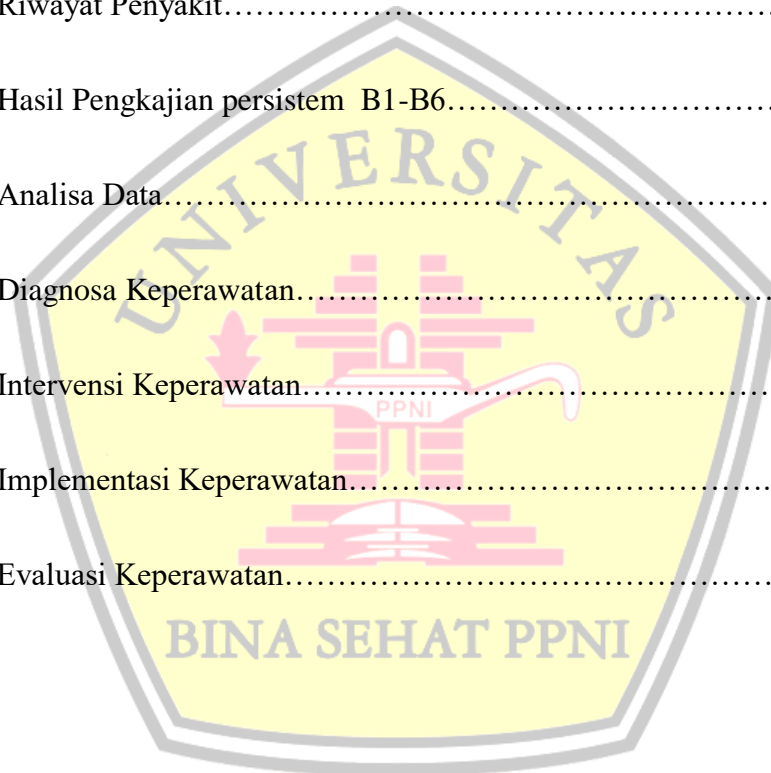 Riwayat Penyakit……………………………………………
Hasil Pengkajian persistem  B1-B6……………………………
UNIVERSITAS
Analisa Data……………………………………………………
Diagnosa Keperawatan…………………………………………
Intervensi Keperawatan…………………………………………
PPNI
Implementasi Keperawatan…………………………………….
Evaluasi Keperawatan……………………………………………
BINA SEHAT PPNI